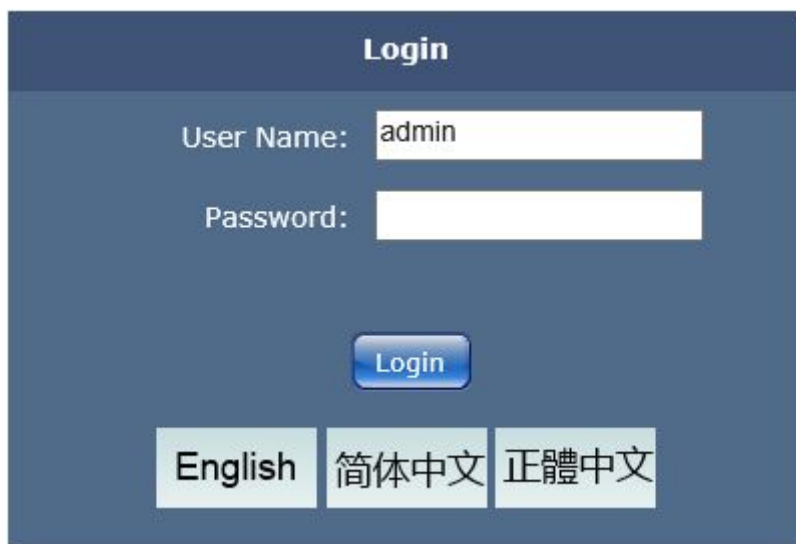 Login
User Name: admin
Password:
Login
English 简体中文 正體中文